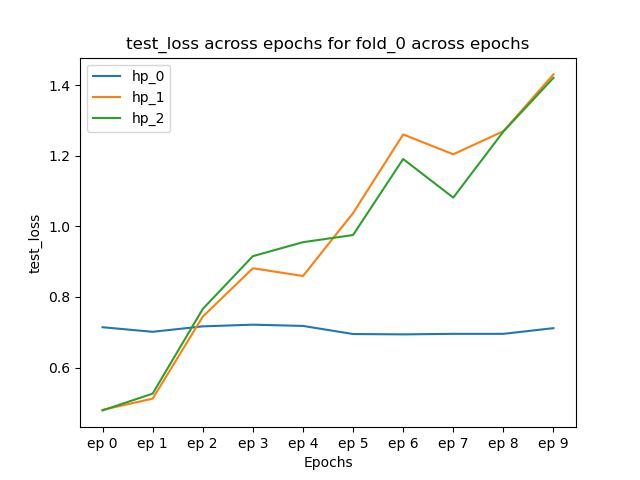 test_loss across epochs for fold_0 across epochs
hp_0
hp_1
hp_2
1.4
1.2
1.0
0.8
0.6
test_loss
ep 0 ep 1 ep 2 ep 3 ep 4 ep 5 ep 6 ep 7 ep 8 ep 9
Epochs